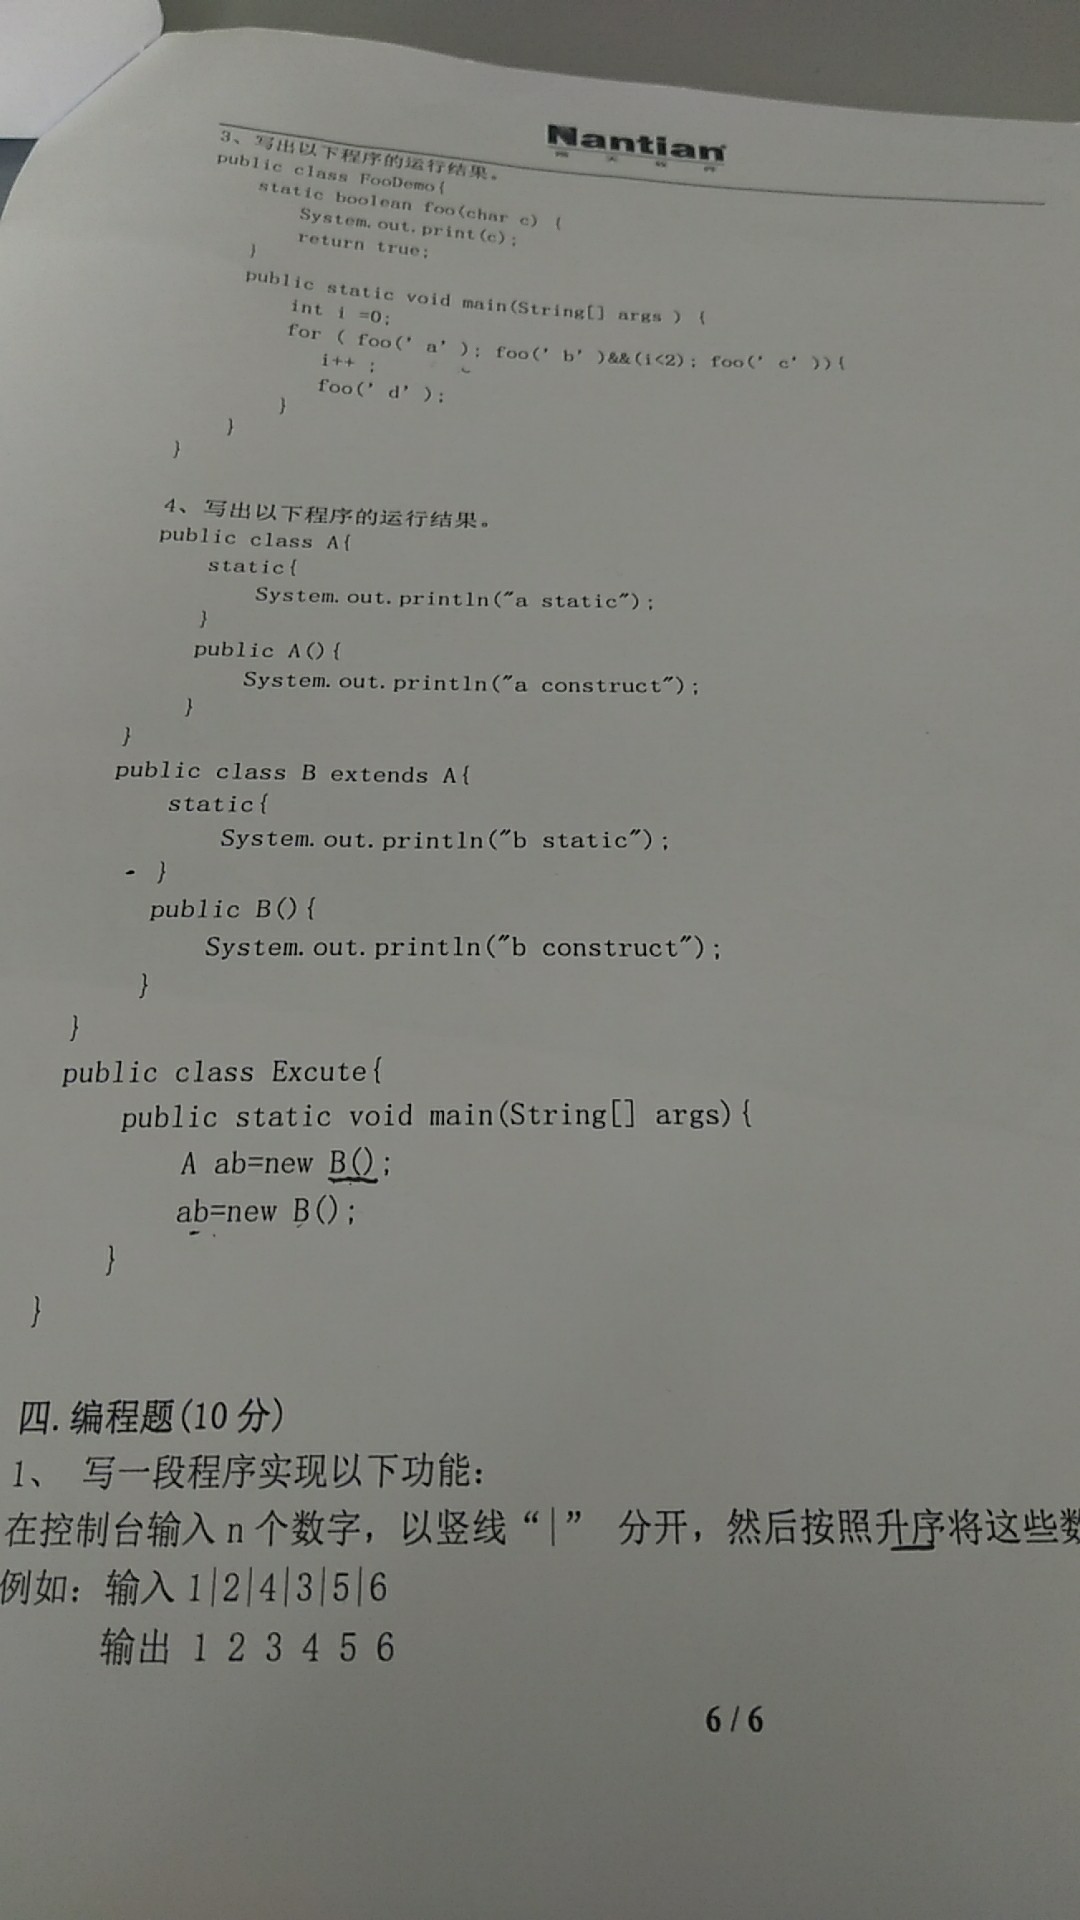 Nantian
3、写出以下程序的运行结果。
public class FooDemo{
static boolean foo(char c) {
System.out.print(c);
return true;
}
public static void main(String[] args ) {
int i =0;
for ( foo('a'); foo('b')&&(i<2); foo('c')){
i++ ;
foo('d');
}
}
}
4、写出以下程序的运行结果。
public class A{
static{
System.out.println("a static");
}
public A(){
System.out.println("a construct");
}
}
public class B extends A{
static{
System.out.println("b static");
}
public B(){
System.out.println("b construct");
}
}
public class Excute{
public static void main(String[] args){
A ab=new B();
ab=new B();
}
}
四.编程题(10分)
1、 写一段程序实现以下功能：
在控制台输入n个数字，以竖线“|” 分开，然后按照升序将这些数
例如：输入1|2|4|3|5|6
输出 1 2 3 4 5 6
6/6